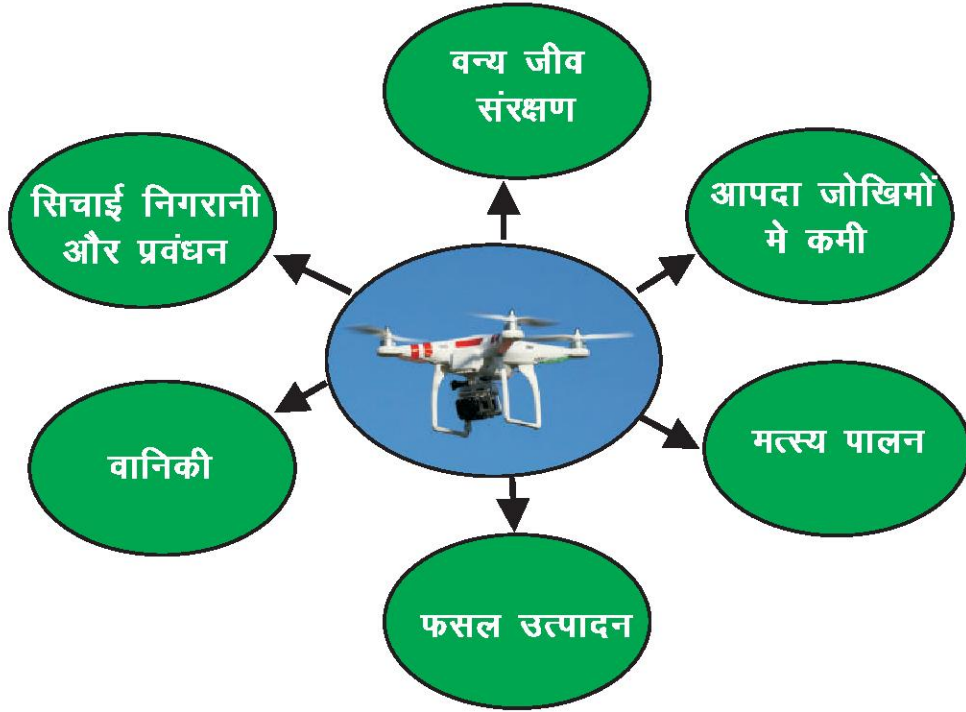 वन्य जीव
संरक्षण
सिचाई निगरानी
और प्रवंधन
आपदा जोखिमों
मे कमी
वानिकी
मत्स्य पालन
फसल उत्पादन